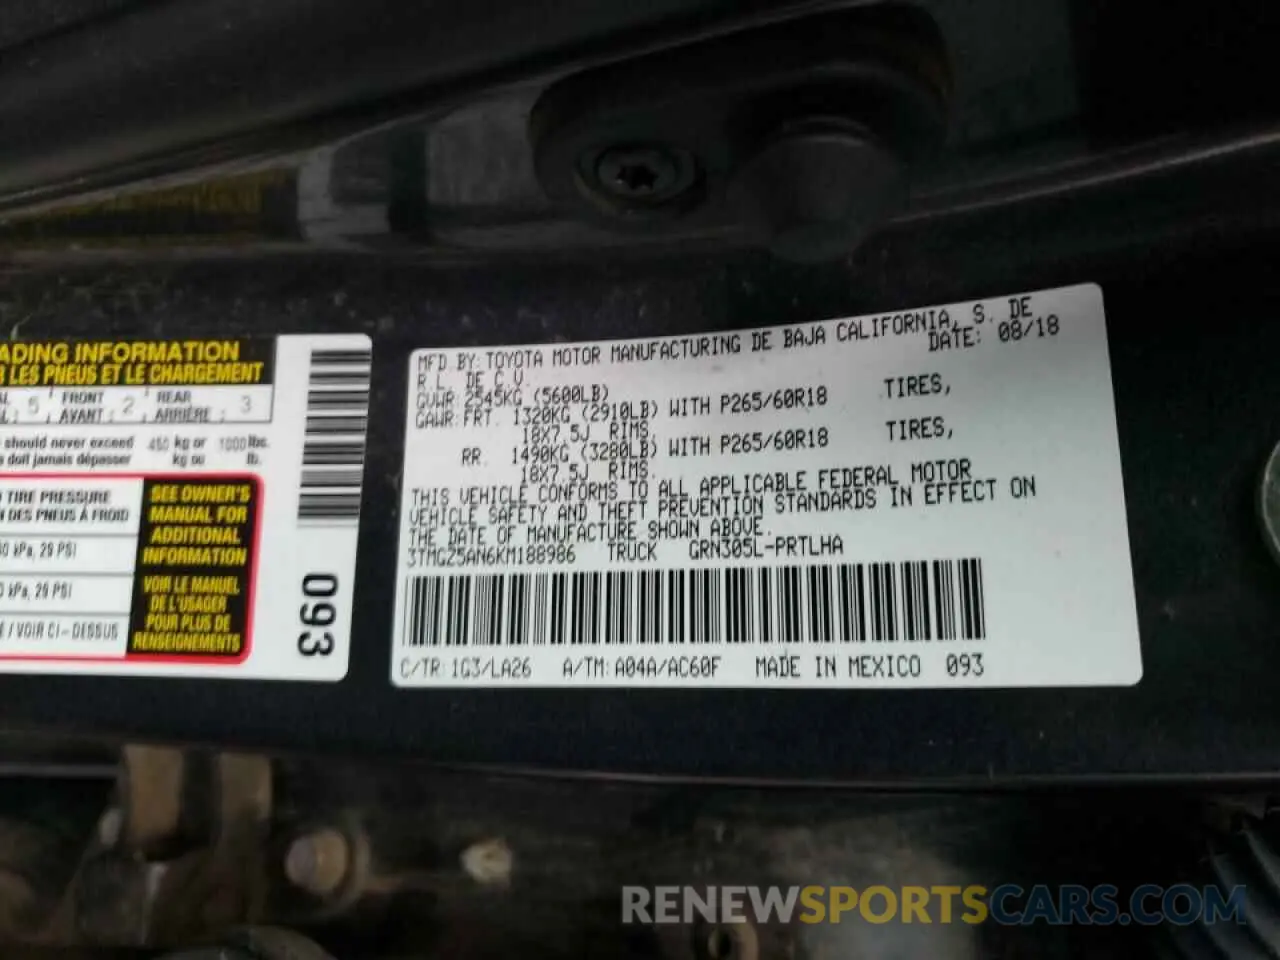 ADING INFORMATION
LES PNEUS ET LE CHARGEMENT
5 FRONT AVANT : 2 REAR ARRIÈRE : 3
should never exceed 450 kg or 1000 lbs.
doit jamais dépasser kg ou lb.
TIRE PRESSURE
DES PNEUS À FROID
kPa, 29 PSI
kPa, 29 PSI
/ VOIR CI-DESSUS
SEE OWNER'S
MANUAL FOR
ADDITIONAL
INFORMATION
VOIR LE MANUEL
DE L'USAGER
POUR PLUS DE
RENSEIGNEMENTS
093
MFD. BY: TOYOTA MOTOR MANUFACTURING DE BAJA CALIFORNIA, S. DE
R.L. DE C.V. DATE: 08/18
GVWR: 2545KG (5600LB)
GAWR: FRT. 1320KG (2910LB) WITH P265/60R18 TIRES,
18X7.5J RIMS.
RR. 1490KG (3280LB) WITH P265/60R18 TIRES,
18X7.5J RIMS.
THIS VEHICLE CONFORMS TO ALL APPLICABLE FEDERAL MOTOR
VEHICLE SAFETY AND THEFT PREVENTION STANDARDS IN EFFECT ON
THE DATE OF MANUFACTURE SHOWN ABOVE.
3TMGZ5AN6KM188986 TRUCK GRN305L-PRTLHA
C/TR: 1G3/LA26 A/TM: A04A/AC60F MADE IN MEXICO 093
RENEWSPORTSCARS.COM